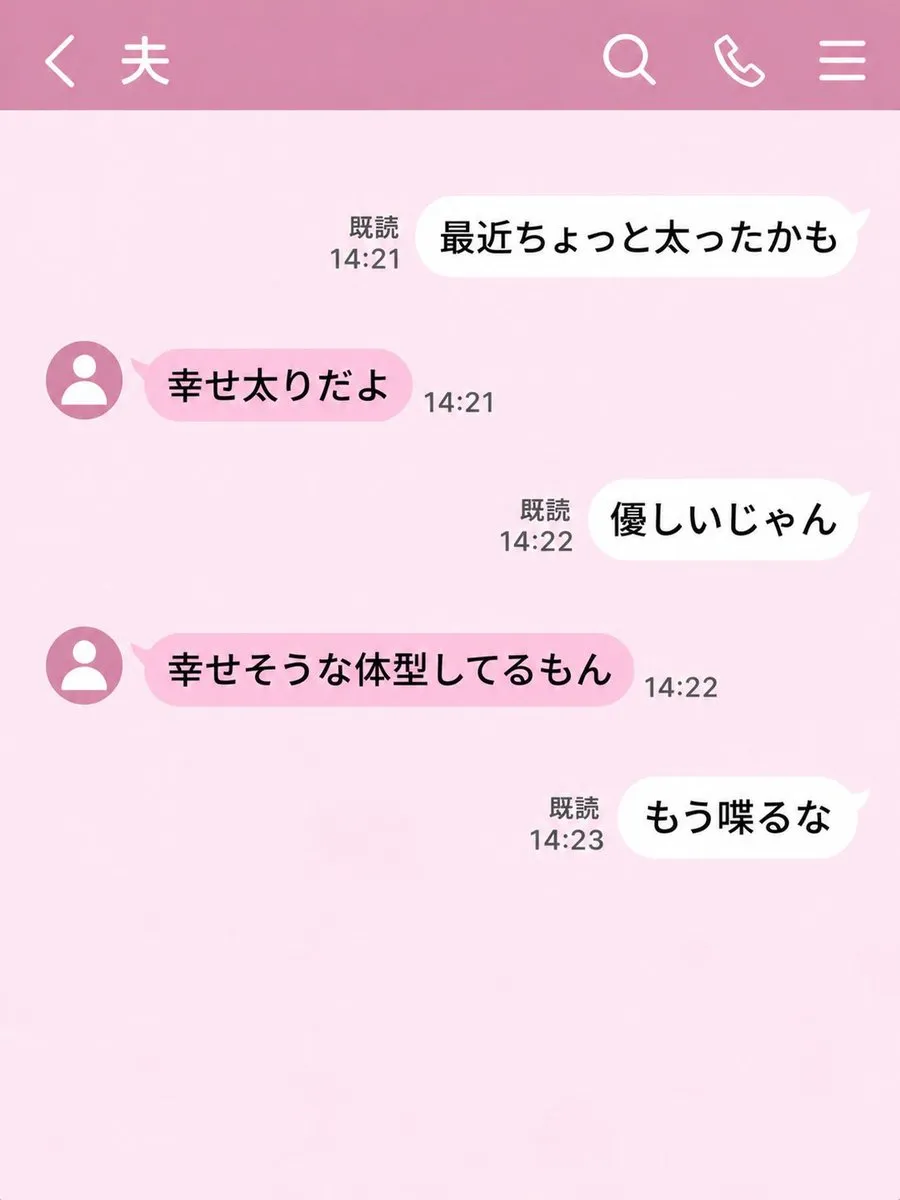 夫
最近ちょっと太ったかも
既読
14:21
幸せ太りだよ
14:21
優しいじゃん
既読
14:22
幸せそうな体型してるもん
14:22
もう喋るな
既読
14:23